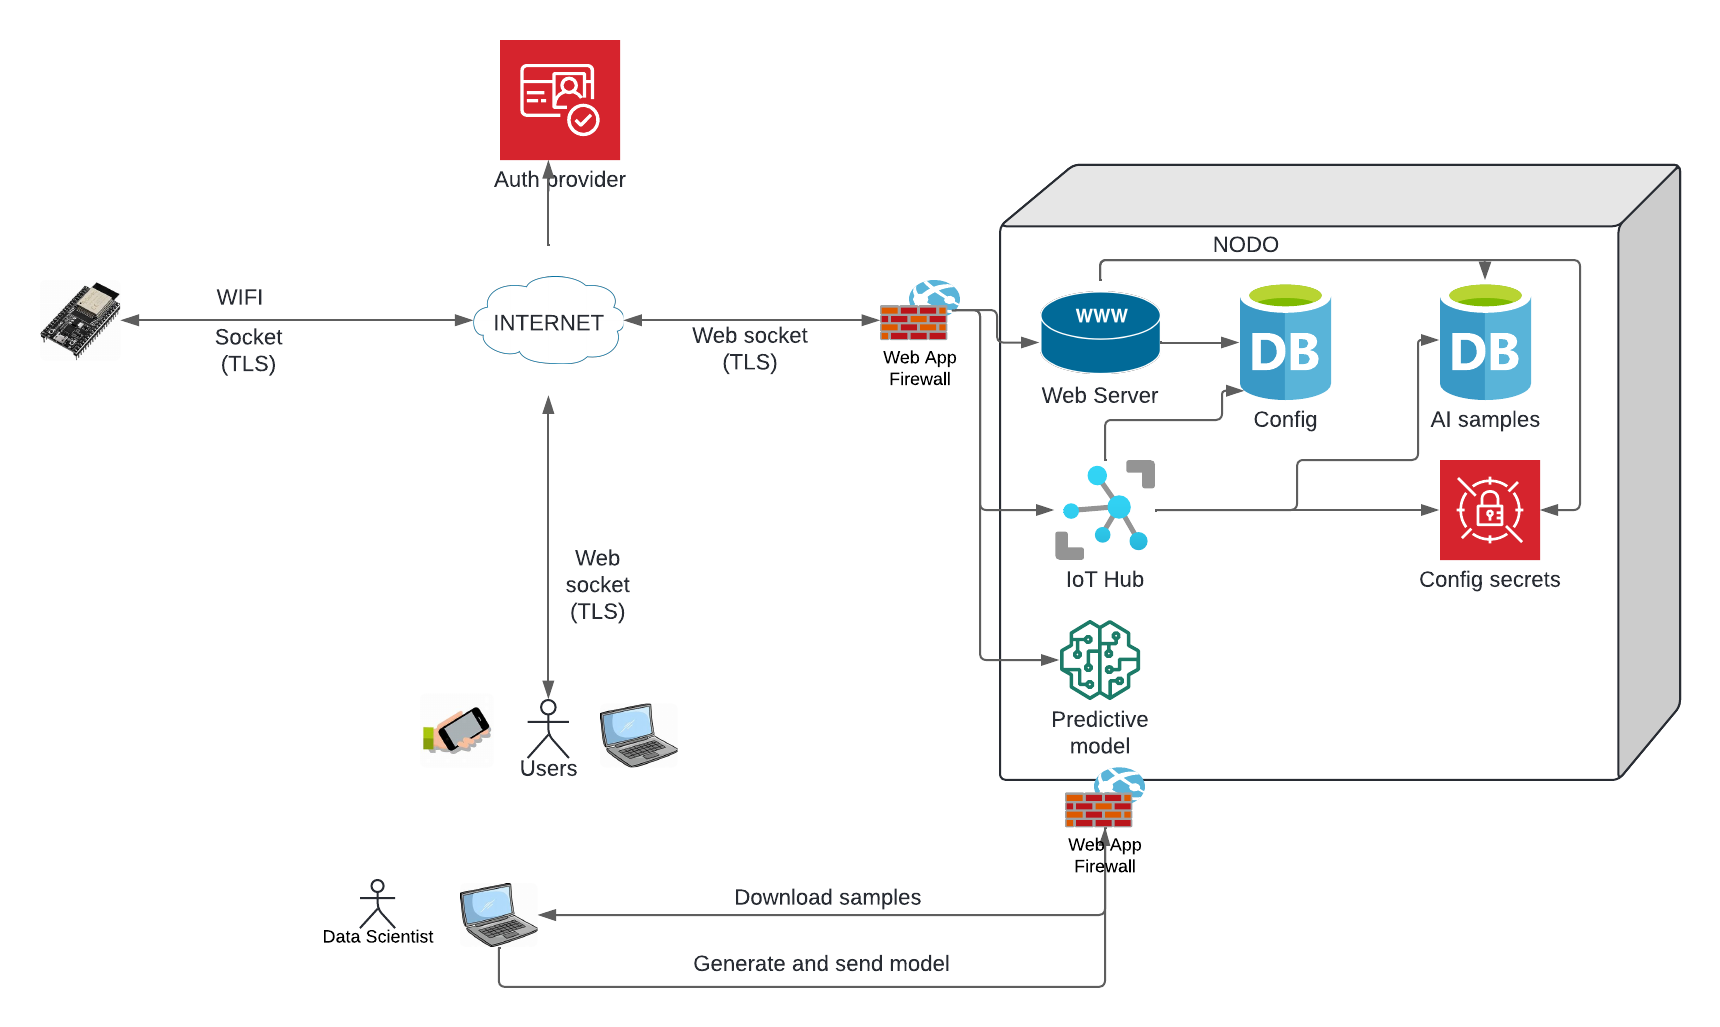 Auth provider
NODO
WIFI
Socket
(TLS)
INTERNET
Web socket
(TLS)
Web App
Firewall
WWW
Web Server
DB
Config
DB
AI samples
IoT Hub
Config secrets
Web
socket
(TLS)
Predictive
model
Users
Web App
Firewall
Download samples
Data Scientist
Generate and send model